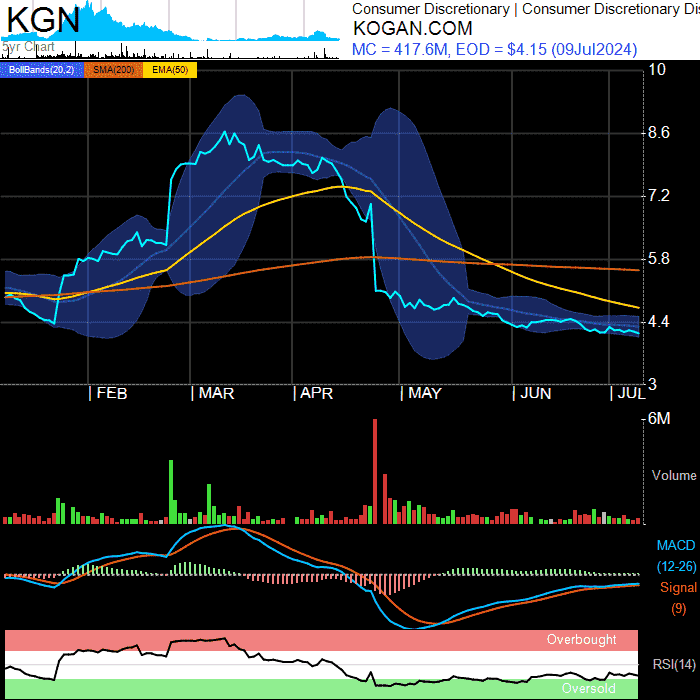 KGN
5yr Chart
Consumer Discretionary | Consumer Discretionary Dis
KOGAN.COM
MC = 417.6M, EOD = $4.15 (09Jul2024)
BollBands(20,2) SMA(200) EMA(50)
10
8.6
7.2
5.8
4.4
3
| FEB | MAR | APR | MAY | JUN | JUL
6M
Volume
MACD
(12-26)
Signal
(9)
Overbought
RSI(14)
Oversold